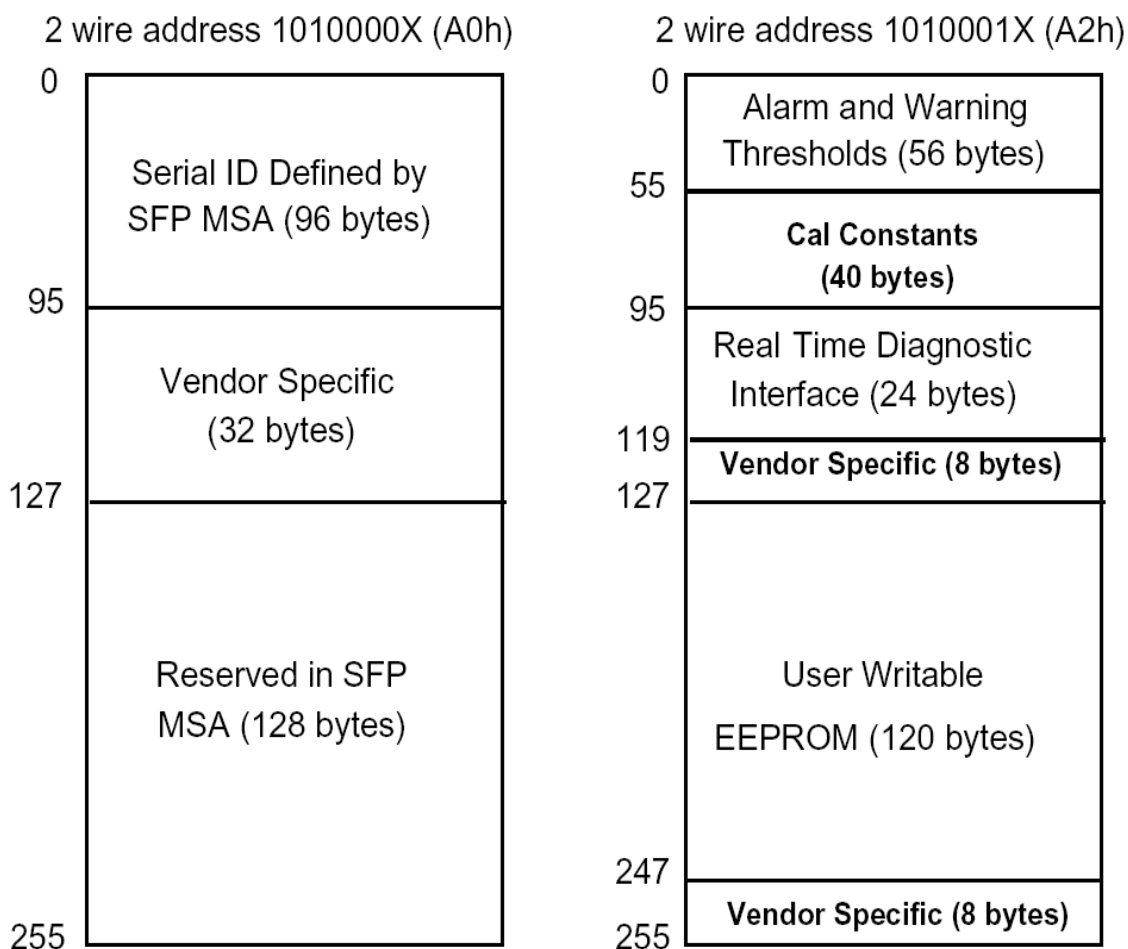 2 wire address 1010000X (A0h)
0
Serial ID Defined by
SFP MSA (96 bytes)
95
Vendor Specific
(32 bytes)
127
Reserved in SFP
MSA (128 bytes)
255
2 wire address 1010001X (A2h)
0
Alarm and Warning
Thresholds (56 bytes)
55
Cal Constants
(40 bytes)
95
Real Time Diagnostic
Interface (24 bytes)
119
Vendor Specific (8 bytes)
127
User Writable
EEPROM (120 bytes)
247
Vendor Specific (8 bytes)
255